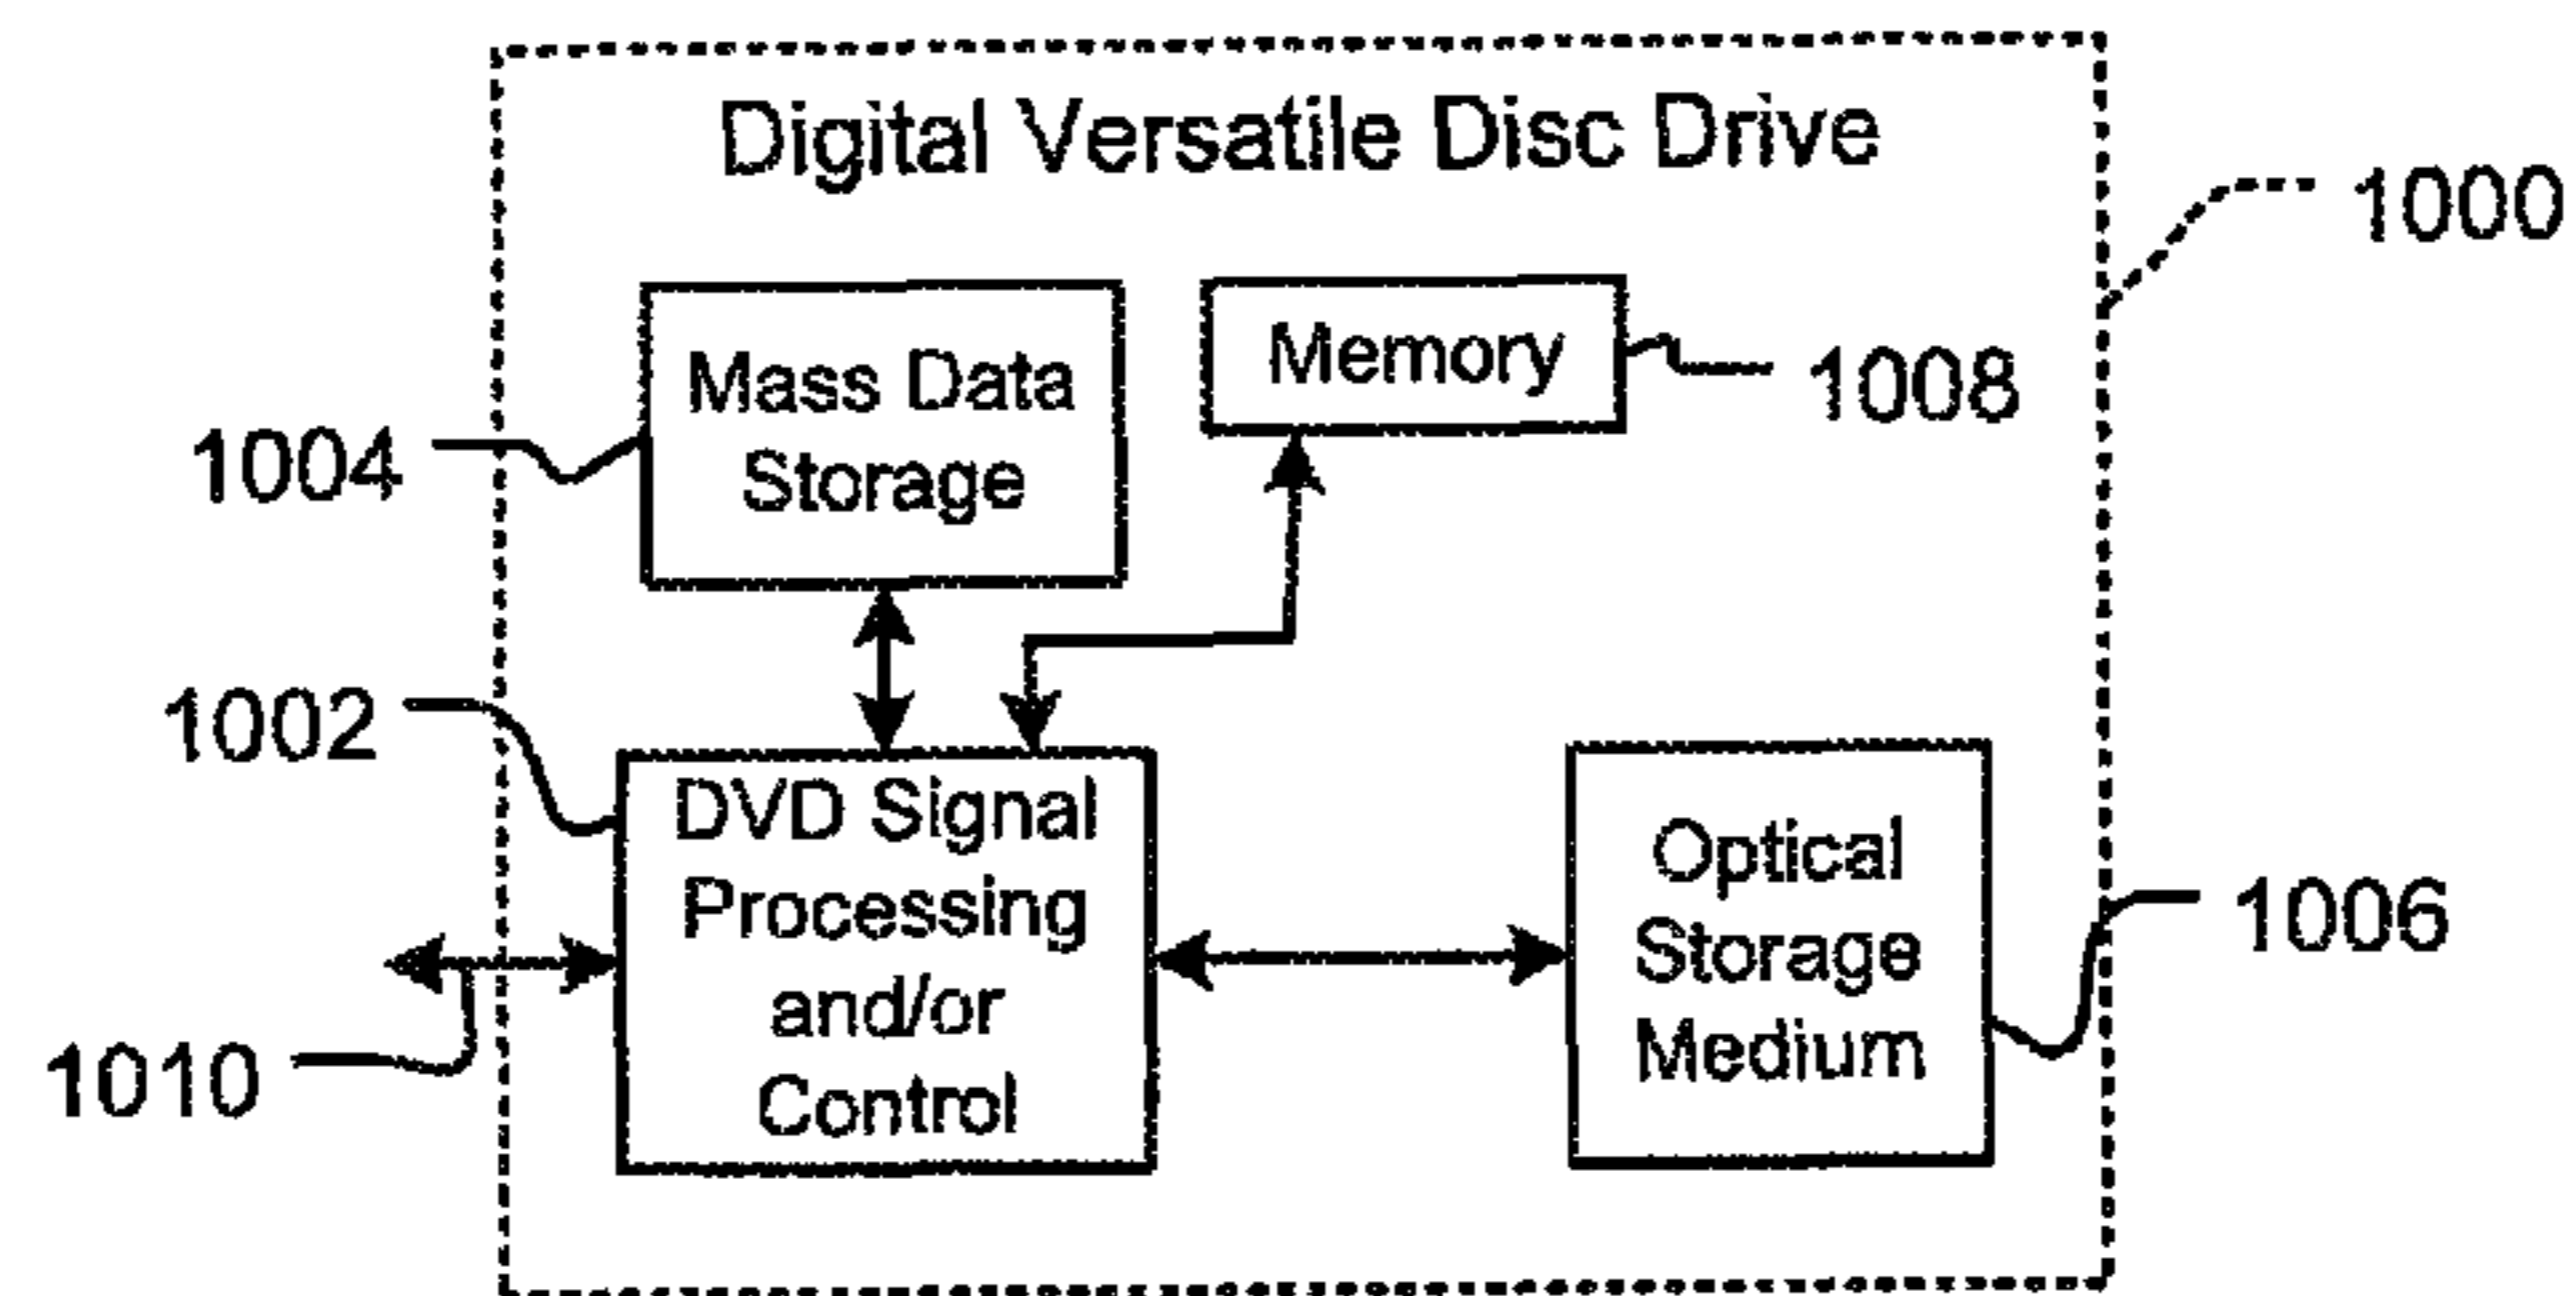 Digital Versatile Disc Drive
1000
Mass Data
Storage
Memory
1008
1004
1002
DVD Signal
Processing
and/or
Control
Optical
Storage
Medium
1006
1010